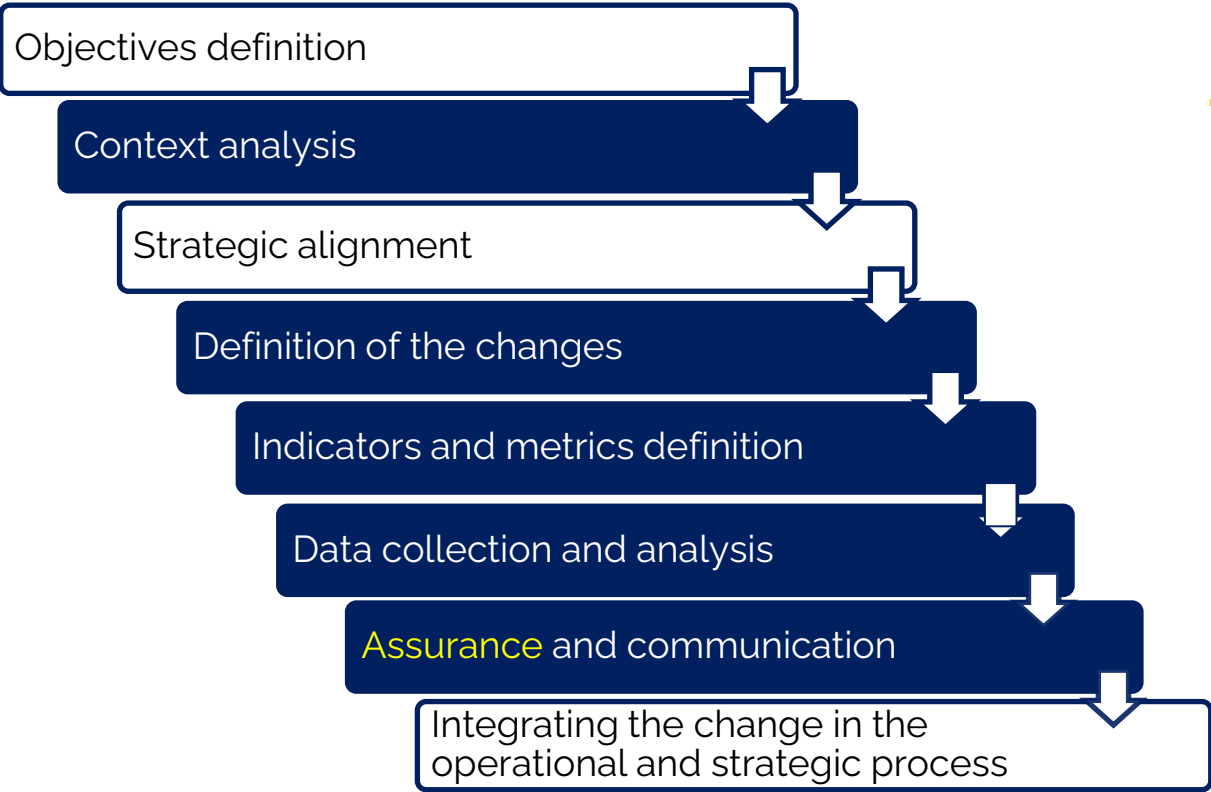 Objectives definition
Context analysis
Strategic alignment
Definition of the changes
Indicators and metrics definition
Data collection and analysis
Assurance and communication
Integrating the change in the
operational and strategic process